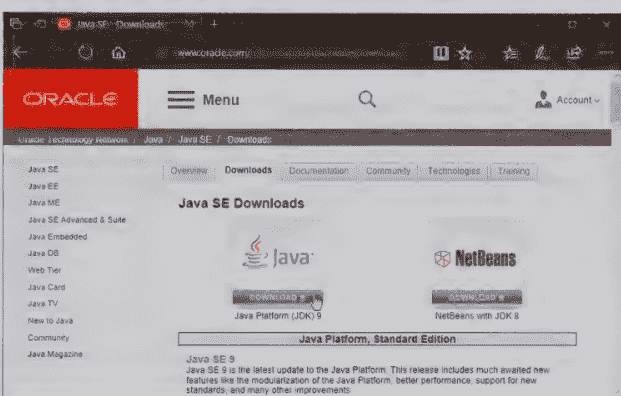 Java SE Downloads
www.oracle.com
ORACLE
Menu
Account
Oracle Technology Network / Java / Java SE / Downloads
Java SE
Java EE
Java ME
Java SE Advanced & Suite
Java Embedded
Java DB
Web Tier
Java Card
Java TV
New to Java
Community
Java Magazine
Overview Downloads Documentation Community Technologies Training
Java SE Downloads
Java
NetBeans
DOWNLOAD DOWNLOAD
Java Platform (JDK) 9 NetBeans with JDK 8
Java Platform, Standard Edition
Java SE 9
Java SE 9 is the latest update to the Java Platform. This release includes much awaited new
features like the modularization of the Java Platform, better performance, support for new
standards, and many other improvements.